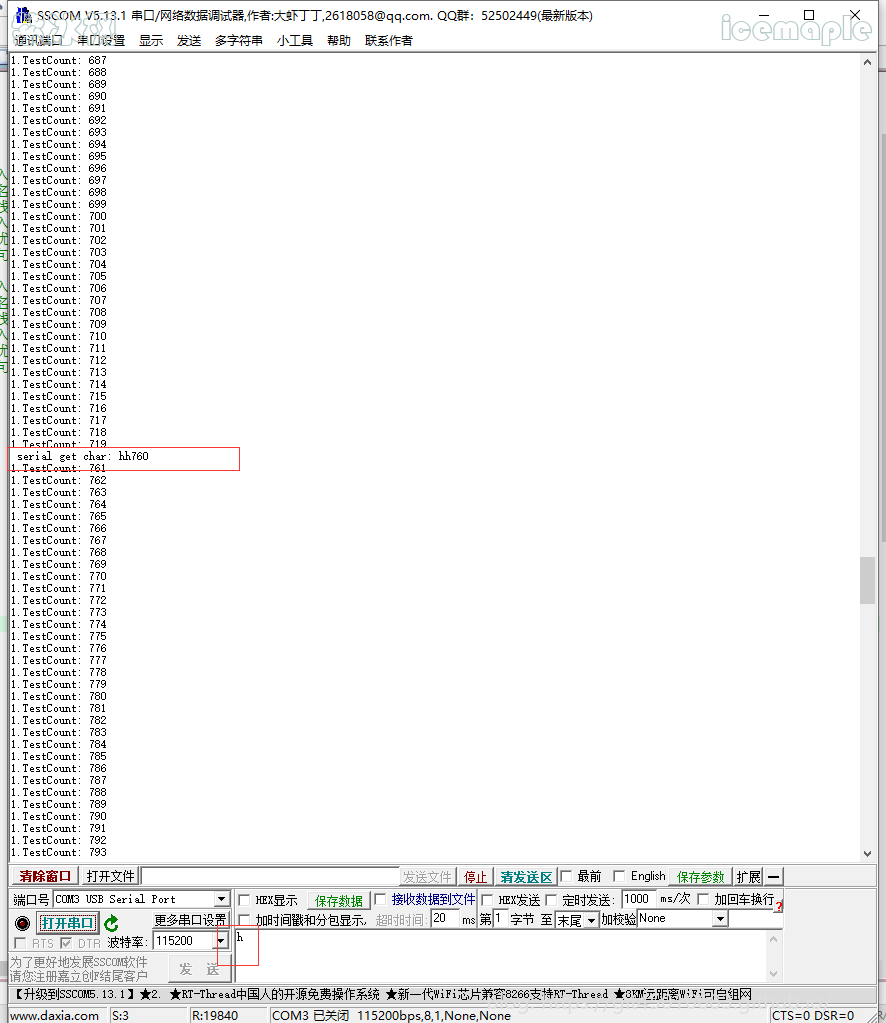 SSCOM V5.13.1 串口/网络数据调试器,作者:大虾丁丁,2618058@qq.com. QQ群: 52502449(最新版本)
icemaple
通讯端口 串口设置 显示 发送 多字符串 小工具 帮助 联系作者
1.TestCount: 687
1.TestCount: 688
1.TestCount: 689
1.TestCount: 690
1.TestCount: 691
1.TestCount: 692
1.TestCount: 693
1.TestCount: 694
1.TestCount: 695
1.TestCount: 696
1.TestCount: 697
1.TestCount: 698
1.TestCount: 699
1.TestCount: 700
1.TestCount: 701
1.TestCount: 702
1.TestCount: 703
1.TestCount: 704
1.TestCount: 705
1.TestCount: 706
1.TestCount: 707
1.TestCount: 708
1.TestCount: 709
1.TestCount: 710
1.TestCount: 711
1.TestCount: 712
1.TestCount: 713
1.TestCount: 714
1.TestCount: 715
1.TestCount: 716
1.TestCount: 717
1.TestCount: 718
1.TestCount: 719
serial get char: hh760
1.TestCount: 761
1.TestCount: 762
1.TestCount: 763
1.TestCount: 764
1.TestCount: 765
1.TestCount: 766
1.TestCount: 767
1.TestCount: 768
1.TestCount: 769
1.TestCount: 770
1.TestCount: 771
1.TestCount: 772
1.TestCount: 773
1.TestCount: 774
1.TestCount: 775
1.TestCount: 776
1.TestCount: 777
1.TestCount: 778
1.TestCount: 779
1.TestCount: 780
1.TestCount: 781
1.TestCount: 782
1.TestCount: 783
1.TestCount: 784
1.TestCount: 785
1.TestCount: 786
1.TestCount: 787
1.TestCount: 788
1.TestCount: 789
1.TestCount: 790
1.TestCount: 791
1.TestCount: 792
1.TestCount: 793
清除窗口 打开文件 发送文件 停止 清发送区 最前 English 保存参数 扩展 —
端口号 COM3 USB Serial Port HEX显示 保存数据 接收数据到文件 HEX发送 定时发送: 1000 ms/次 加回车换行
打开串口 更多串口设置 加时间戳和分包显示, 超时时间: 20 ms 第 1 字节 至 末尾 加校验 None
RTS DTR 波特率: 115200 h
为了更好地发展SSCOM软件
请您注册嘉立创F结尾客户
发 送
【升级到SSCOM5.13.1】★2. ★RT-Thread中国人的开源免费操作系统 ★新一代WiFi芯片兼容8266支持RT-Thread ★8KM远距离WiFi可自组网
www.daxia.com S:3 R:19840 COM3 已关闭 115200bps,8,1,None,None CTS=0 DSR=0